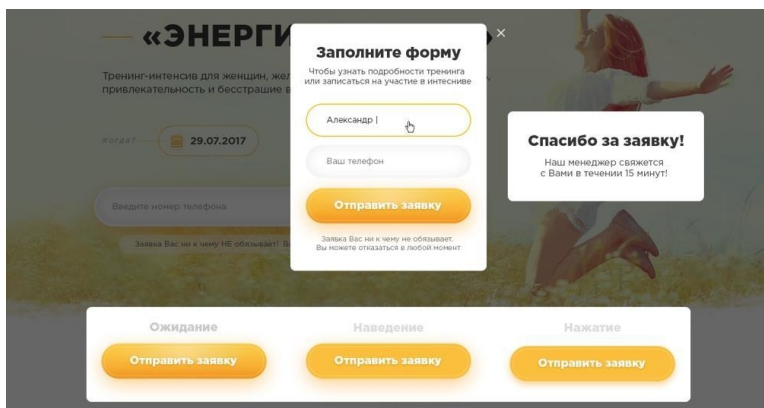 — «ЭНЕРГИ
Тренинг-интенсив для женщин, жел
привлекательность и бесстрашие в
когда?
29.07.2017
Введите номер телефона
Заявка Вас ни к чему НЕ обязывает!
Заполните форму
Чтобы узнать подробности тренинга
или записаться на участие в интесниве
Александр |
Ваш телефон
Отправить заявку
Заявка Вас ни к чему не обязывает.
Вы можете отказаться в любой момент
×
Спасибо за заявку!
Наш менеджер свяжется
с Вами в течении 15 минут!
Ожидание
Наведение
Нажатие
Отправить заявку
Отправить заявку
Отправить заявку